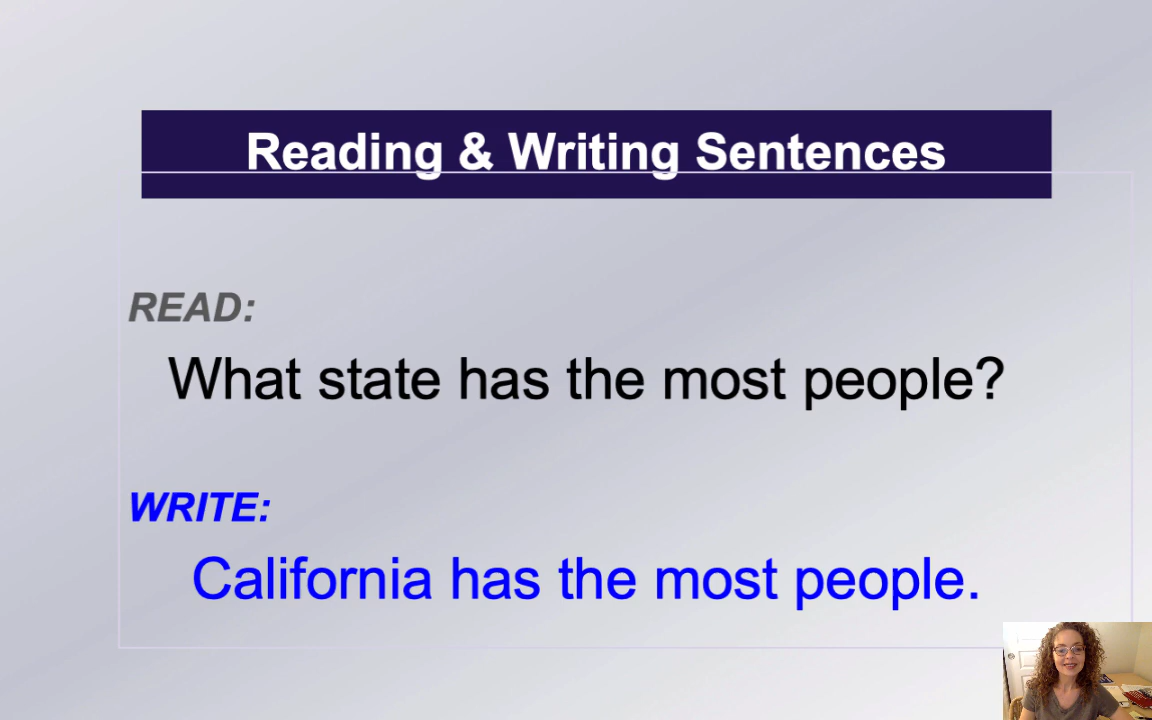 Reading & Writing Sentences
READ:
What state has the most people?
WRITE:
California has the most people.